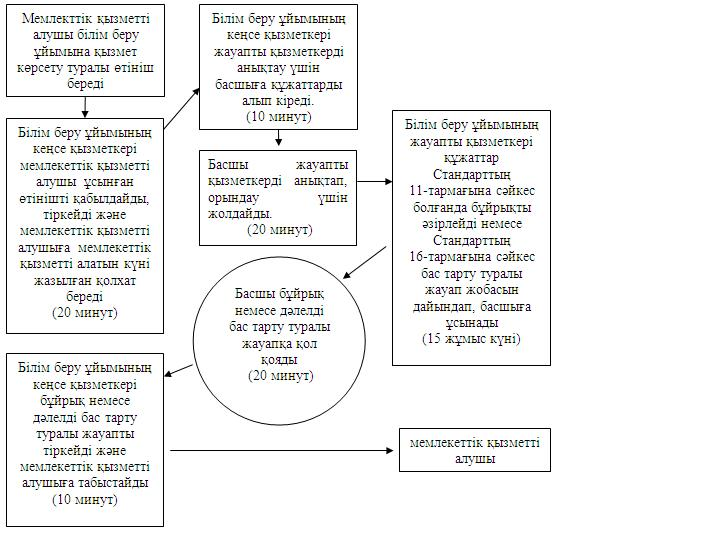 Мемлекттік қызметті
алушы білім беру
ұйымына қызмет
көрсету туралы өтініш
береді
Білім беру ұйымының
кеңсе қызметкері
мемлекеттік қызметті
алушы ұсынған
өтінішті қабылдайды,
тіркейді және
мемлекеттік қызметті
алушыға мемлекеттік
қызметті алатын күні
жазылған қолхат
береді
(20 минут)
Білім беру ұйымының
кеңсе қызметкері
жауапты қызметкерді
анықтау үшін
басшыға құжаттарды
алып кіреді.
(10 минут)
Басшы жауапты
қызметкерді анықтап,
орындау үшін
жолдайды.
(20 минут)
Білім беру ұйымының
жауапты қызметкері
құжаттар
Стандарттың
11-тармағына сәйкес
болғанда бұйрықты
әзірлейді немесе
Стандарттың
16-тармағына сәйкес
бас тарту туралы
жауап жобасын
дайындап, басшыға
ұсынады
(15 жұмыс күні)
Басшы бұйрық
немесе дәлелді
бас тарту туралы
жауапқа қол
қояды
(20 минут)
Білім беру ұйымының
кеңсе қызметкері
бұйрық немесе
дәлелді бас тарту
туралы жауапты
тіркейді және
мемлекеттік қызметті
алушыға табыстайды
(10 минут)
мемлекеттік қызметті
алушы